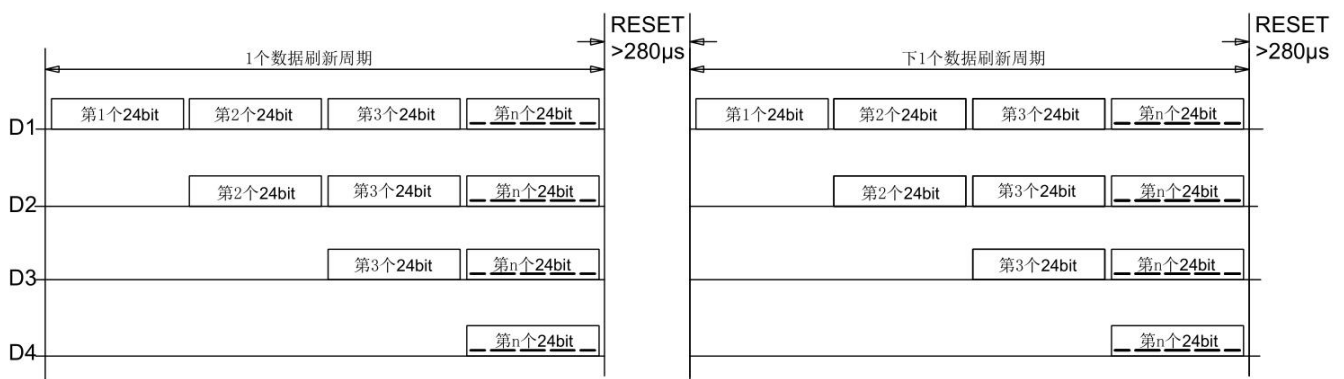 RESET
>280μs
RESET
>280μs
1个数据刷新周期
下1个数据刷新周期
D1 第1个24bit 第2个24bit 第3个24bit 第n个24bit 第1个24bit 第2个24bit 第3个24bit 第n个24bit
D2 第2个24bit 第3个24bit 第n个24bit 第2个24bit 第3个24bit 第n个24bit
D3 第3个24bit 第n个24bit 第3个24bit 第n个24bit
D4 第n个24bit 第n个24bit